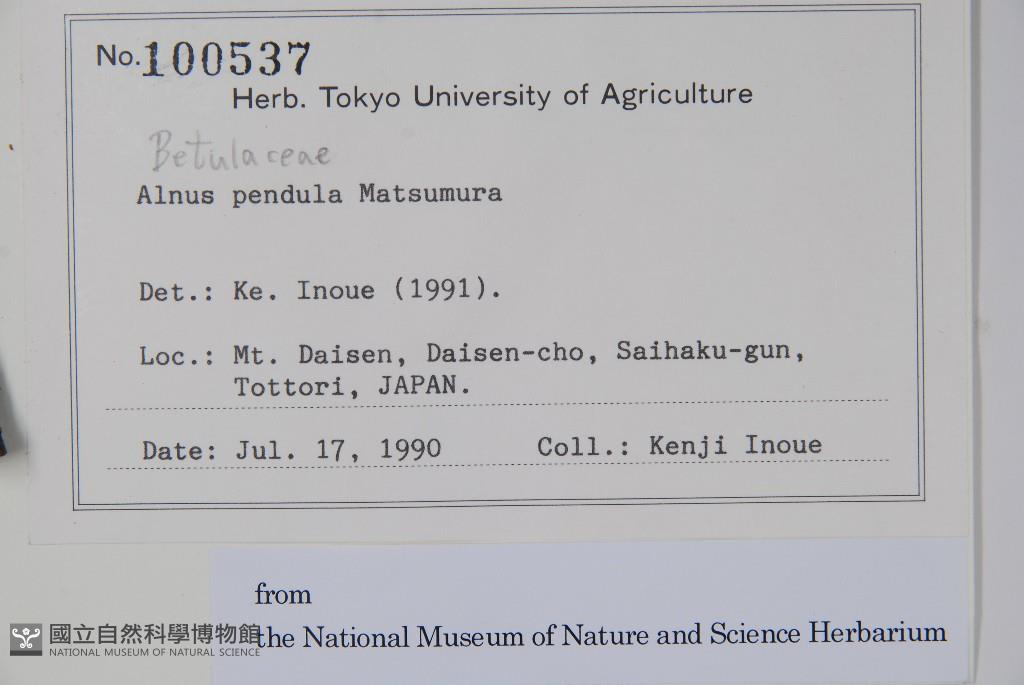 No.100537
Herb. Tokyo University of Agriculture
Betulaceae
Alnus pendula Matsumura
Det.: Ke. Inoue (1991).
Loc.: Mt. Daisen, Daisen-cho, Saihaku-gun,
Tottori, JAPAN.
Date: Jul. 17, 1990 Coll.: Kenji Inoue
from
the National Museum of Nature and Science Herbarium
國立自然科學博物館
NATIONAL MUSEUM OF NATURAL SCIENCE